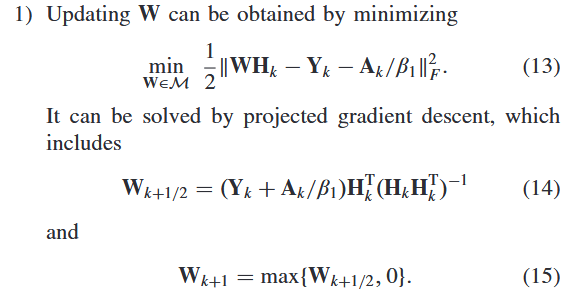 1) Updating W can be obtained by minimizing
min_{W∈ℳ} 1/2 ‖WH_k − Y_k − A_k/β_1‖_F^2. (13)
It can be solved by projected gradient descent, which
includes
W_{k+1/2} = (Y_k + A_k/β_1)H_k^T(H_kH_k^T)^{−1} (14)
and
W_{k+1} = max{W_{k+1/2}, 0}. (15)